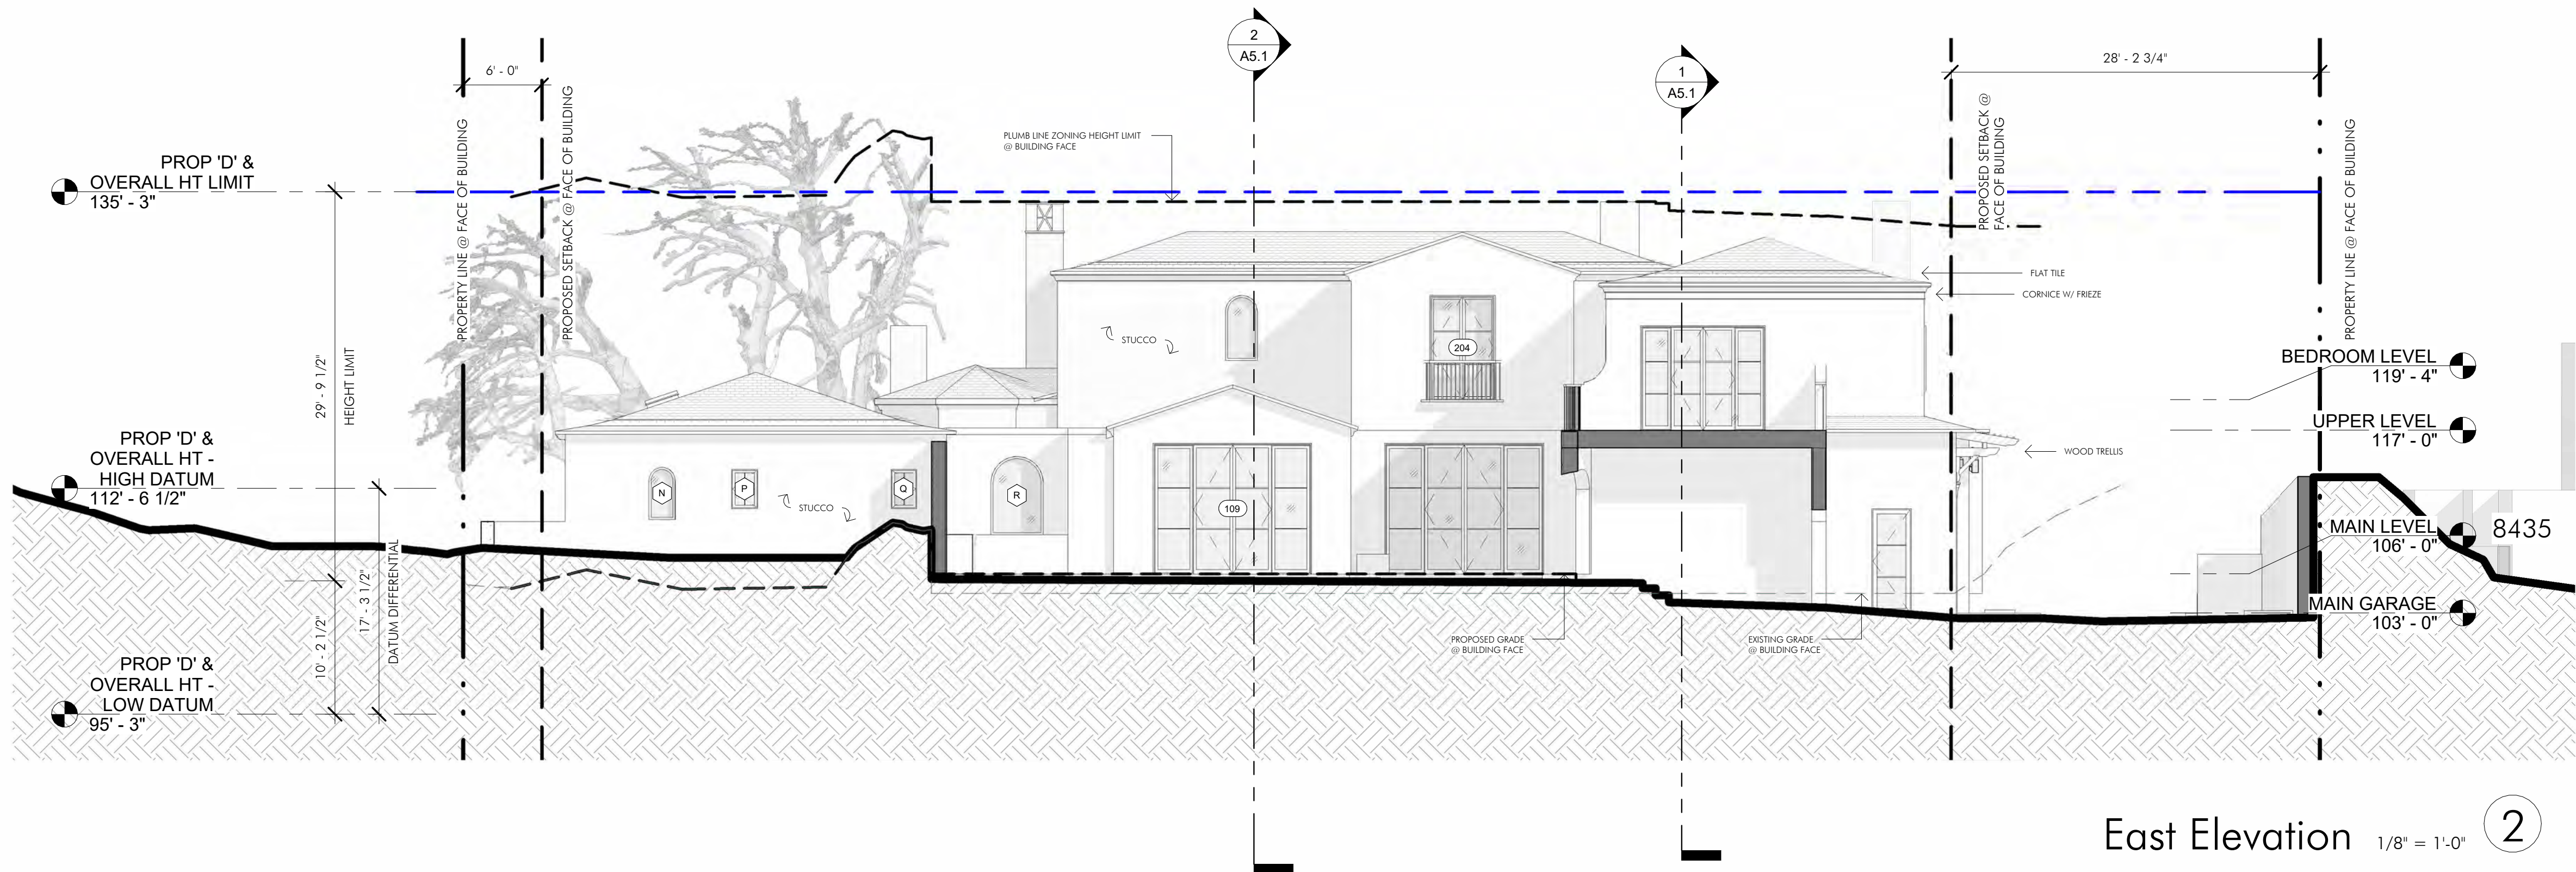 2
A5.1
1
A5.1
6' - 0"
28' - 2 3/4"
PROPERTY LINE @ FACE OF BUILDING
PROPOSED SETBACK @ FACE OF BUILDING
PLUMB LINE ZONING HEIGHT LIMIT
@ BUILDING FACE
PROPOSED SETBACK @
FACE OF BUILDING
PROPERTY LINE @ FACE OF BUILDING
PROP 'D' &
OVERALL HT LIMIT
135' - 3"
FLAT TILE
CORNICE W/ FRIEZE
STUCCO
204
29' - 9 1/2"
HEIGHT LIMIT
BEDROOM LEVEL
119' - 4"
UPPER LEVEL
117' - 0"
WOOD TRELLIS
PROP 'D' &
OVERALL HT -
HIGH DATUM
112' - 6 1/2"
N
P
Q
R
STUCCO
109
MAIN LEVEL
106' - 0"
8435
17' - 3 1/2"
DATUM DIFFERENTIAL
10' - 2 1/2"
MAIN GARAGE
103' - 0"
PROPOSED GRADE
@ BUILDING FACE
EXISTING GRADE
@ BUILDING FACE
PROP 'D' &
OVERALL HT -
LOW DATUM
95' - 3"
East Elevation
1/8" = 1'-0"
2